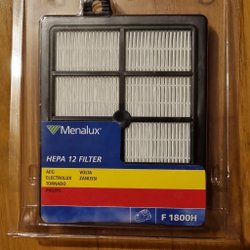 Menalux
HEPA 12 FILTER
AEG VOLTA
ELECTROLUX ZANUSSI
TORNADO
PHILIPS
F 1800H